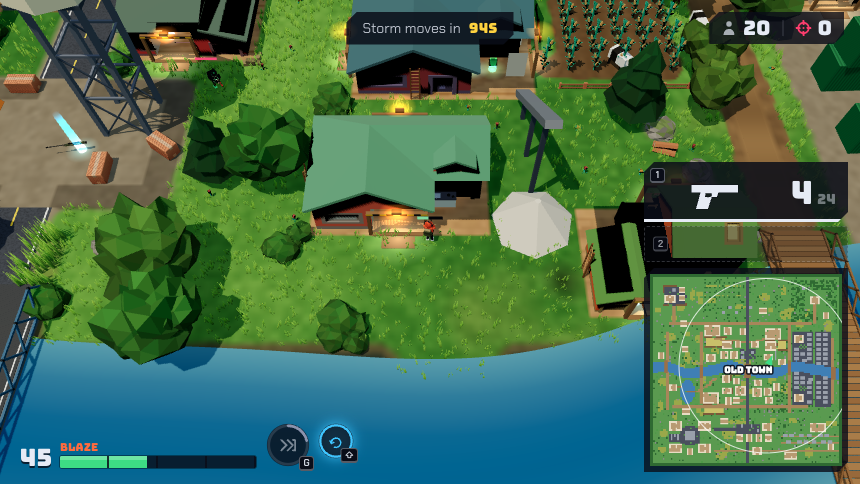 Storm moves in 94S
20 0
1
4 24
2
OLD TOWN
BLAZE
45
G